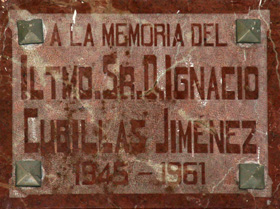 A LA MEMORIA DEL
ILTMO. SR. D. IGNACIO
CUBILLAS JIMENEZ
1945 - 1961